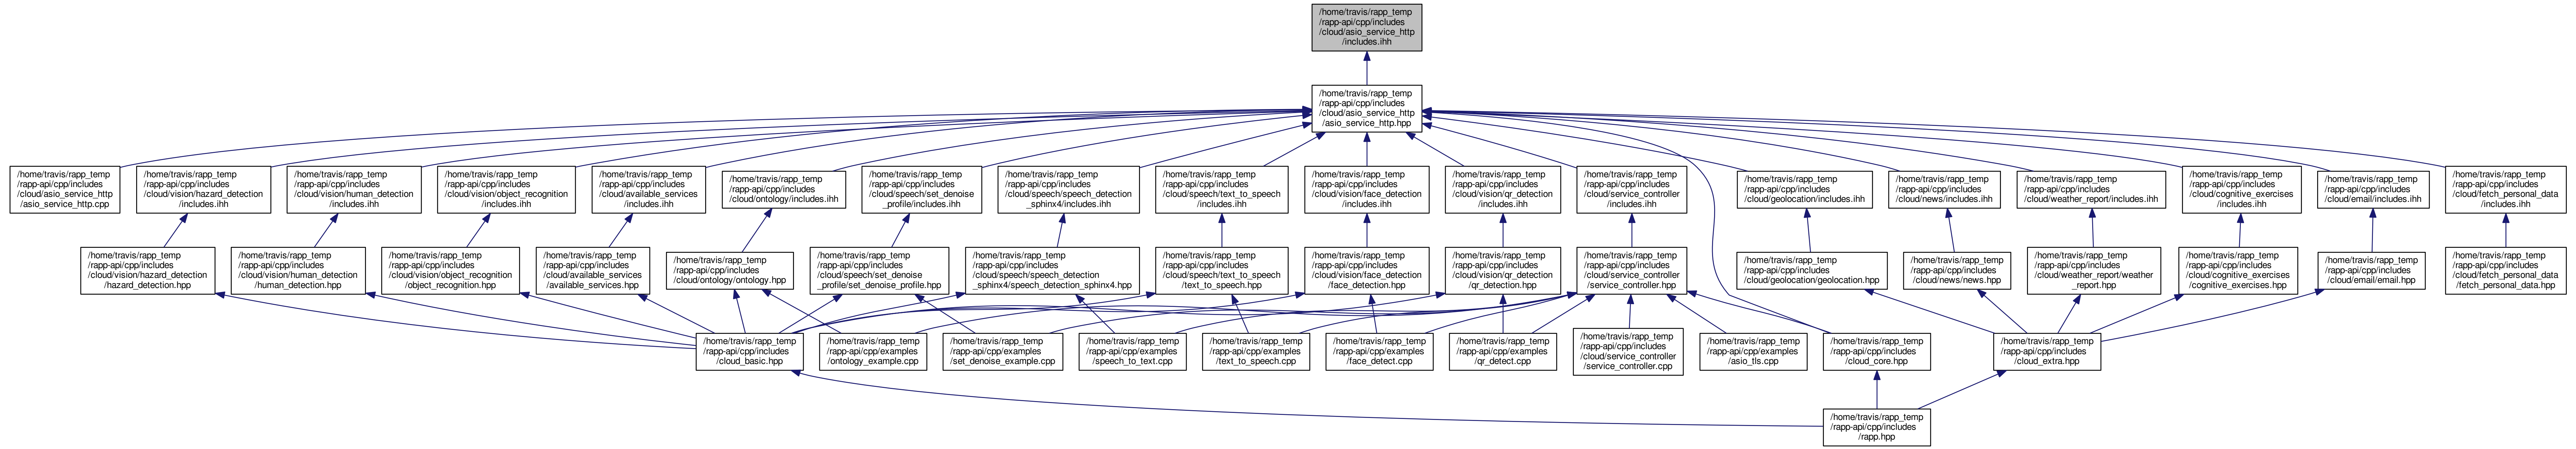 /home/travis/rapp_temp
/rapp-api/cpp/includes
/cloud/asio_service_http
/includes.ihh
/home/travis/rapp_temp
/rapp-api/cpp/includes
/cloud/asio_service_http
/asio_service_http.hpp
/home/travis/rapp_temp
/rapp-api/cpp/includes
/cloud/asio_service_http
/asio_service_http.cpp
/home/travis/rapp_temp
/rapp-api/cpp/includes
/cloud/vision/hazard_detection
/includes.ihh
/home/travis/rapp_temp
/rapp-api/cpp/includes
/cloud/vision/human_detection
/includes.ihh
/home/travis/rapp_temp
/rapp-api/cpp/includes
/cloud/vision/object_recognition
/includes.ihh
/home/travis/rapp_temp
/rapp-api/cpp/includes
/cloud/available_services
/includes.ihh
/home/travis/rapp_temp
/rapp-api/cpp/includes
/cloud/ontology/includes.ihh
/home/travis/rapp_temp
/rapp-api/cpp/includes
/cloud/speech/set_denoise
_profile/includes.ihh
/home/travis/rapp_temp
/rapp-api/cpp/includes
/cloud/speech/speech_detection
_sphinx4/includes.ihh
/home/travis/rapp_temp
/rapp-api/cpp/includes
/cloud/speech/text_to_speech
/includes.ihh
/home/travis/rapp_temp
/rapp-api/cpp/includes
/cloud/vision/face_detection
/includes.ihh
/home/travis/rapp_temp
/rapp-api/cpp/includes
/cloud/vision/qr_detection
/includes.ihh
/home/travis/rapp_temp
/rapp-api/cpp/includes
/cloud/service_controller
/includes.ihh
/home/travis/rapp_temp
/rapp-api/cpp/includes
/cloud/geolocation/includes.ihh
/home/travis/rapp_temp
/rapp-api/cpp/includes
/cloud/news/includes.ihh
/home/travis/rapp_temp
/rapp-api/cpp/includes
/cloud/weather_report/includes.ihh
/home/travis/rapp_temp
/rapp-api/cpp/includes
/cloud/cognitive_exercises
/includes.ihh
/home/travis/rapp_temp
/rapp-api/cpp/includes
/cloud/email/includes.ihh
/home/travis/rapp_temp
/rapp-api/cpp/includes
/cloud/fetch_personal_data
/includes.ihh
/home/travis/rapp_temp
/rapp-api/cpp/includes
/cloud/vision/hazard_detection
/hazard_detection.hpp
/home/travis/rapp_temp
/rapp-api/cpp/includes
/cloud/vision/human_detection
/human_detection.hpp
/home/travis/rapp_temp
/rapp-api/cpp/includes
/cloud/vision/object_recognition
/object_recognition.hpp
/home/travis/rapp_temp
/rapp-api/cpp/includes
/cloud/available_services
/available_services.hpp
/home/travis/rapp_temp
/rapp-api/cpp/includes
/cloud/ontology/ontology.hpp
/home/travis/rapp_temp
/rapp-api/cpp/includes
/cloud/speech/set_denoise
_profile/set_denoise_profile.hpp
/home/travis/rapp_temp
/rapp-api/cpp/includes
/cloud/speech/speech_detection
_sphinx4/speech_detection_sphinx4.hpp
/home/travis/rapp_temp
/rapp-api/cpp/includes
/cloud/speech/text_to_speech
/text_to_speech.hpp
/home/travis/rapp_temp
/rapp-api/cpp/includes
/cloud/vision/face_detection
/face_detection.hpp
/home/travis/rapp_temp
/rapp-api/cpp/includes
/cloud/vision/qr_detection
/qr_detection.hpp
/home/travis/rapp_temp
/rapp-api/cpp/includes
/cloud/service_controller
/service_controller.hpp
/home/travis/rapp_temp
/rapp-api/cpp/includes
/cloud/geolocation/geolocation.hpp
/home/travis/rapp_temp
/rapp-api/cpp/includes
/cloud/news/news.hpp
/home/travis/rapp_temp
/rapp-api/cpp/includes
/cloud/weather_report/weather
_report.hpp
/home/travis/rapp_temp
/rapp-api/cpp/includes
/cloud/cognitive_exercises
/cognitive_exercises.hpp
/home/travis/rapp_temp
/rapp-api/cpp/includes
/cloud/email/email.hpp
/home/travis/rapp_temp
/rapp-api/cpp/includes
/cloud/fetch_personal_data
/fetch_personal_data.hpp
/home/travis/rapp_temp
/rapp-api/cpp/includes
/cloud_basic.hpp
/home/travis/rapp_temp
/rapp-api/cpp/examples
/ontology_example.cpp
/home/travis/rapp_temp
/rapp-api/cpp/examples
/set_denoise_example.cpp
/home/travis/rapp_temp
/rapp-api/cpp/examples
/speech_to_text.cpp
/home/travis/rapp_temp
/rapp-api/cpp/examples
/text_to_speech.cpp
/home/travis/rapp_temp
/rapp-api/cpp/examples
/face_detect.cpp
/home/travis/rapp_temp
/rapp-api/cpp/examples
/qr_detect.cpp
/home/travis/rapp_temp
/rapp-api/cpp/includes
/cloud/service_controller
/service_controller.cpp
/home/travis/rapp_temp
/rapp-api/cpp/examples
/asio_tls.cpp
/home/travis/rapp_temp
/rapp-api/cpp/includes
/cloud_core.hpp
/home/travis/rapp_temp
/rapp-api/cpp/includes
/cloud_extra.hpp
/home/travis/rapp_temp
/rapp-api/cpp/includes
/rapp.hpp